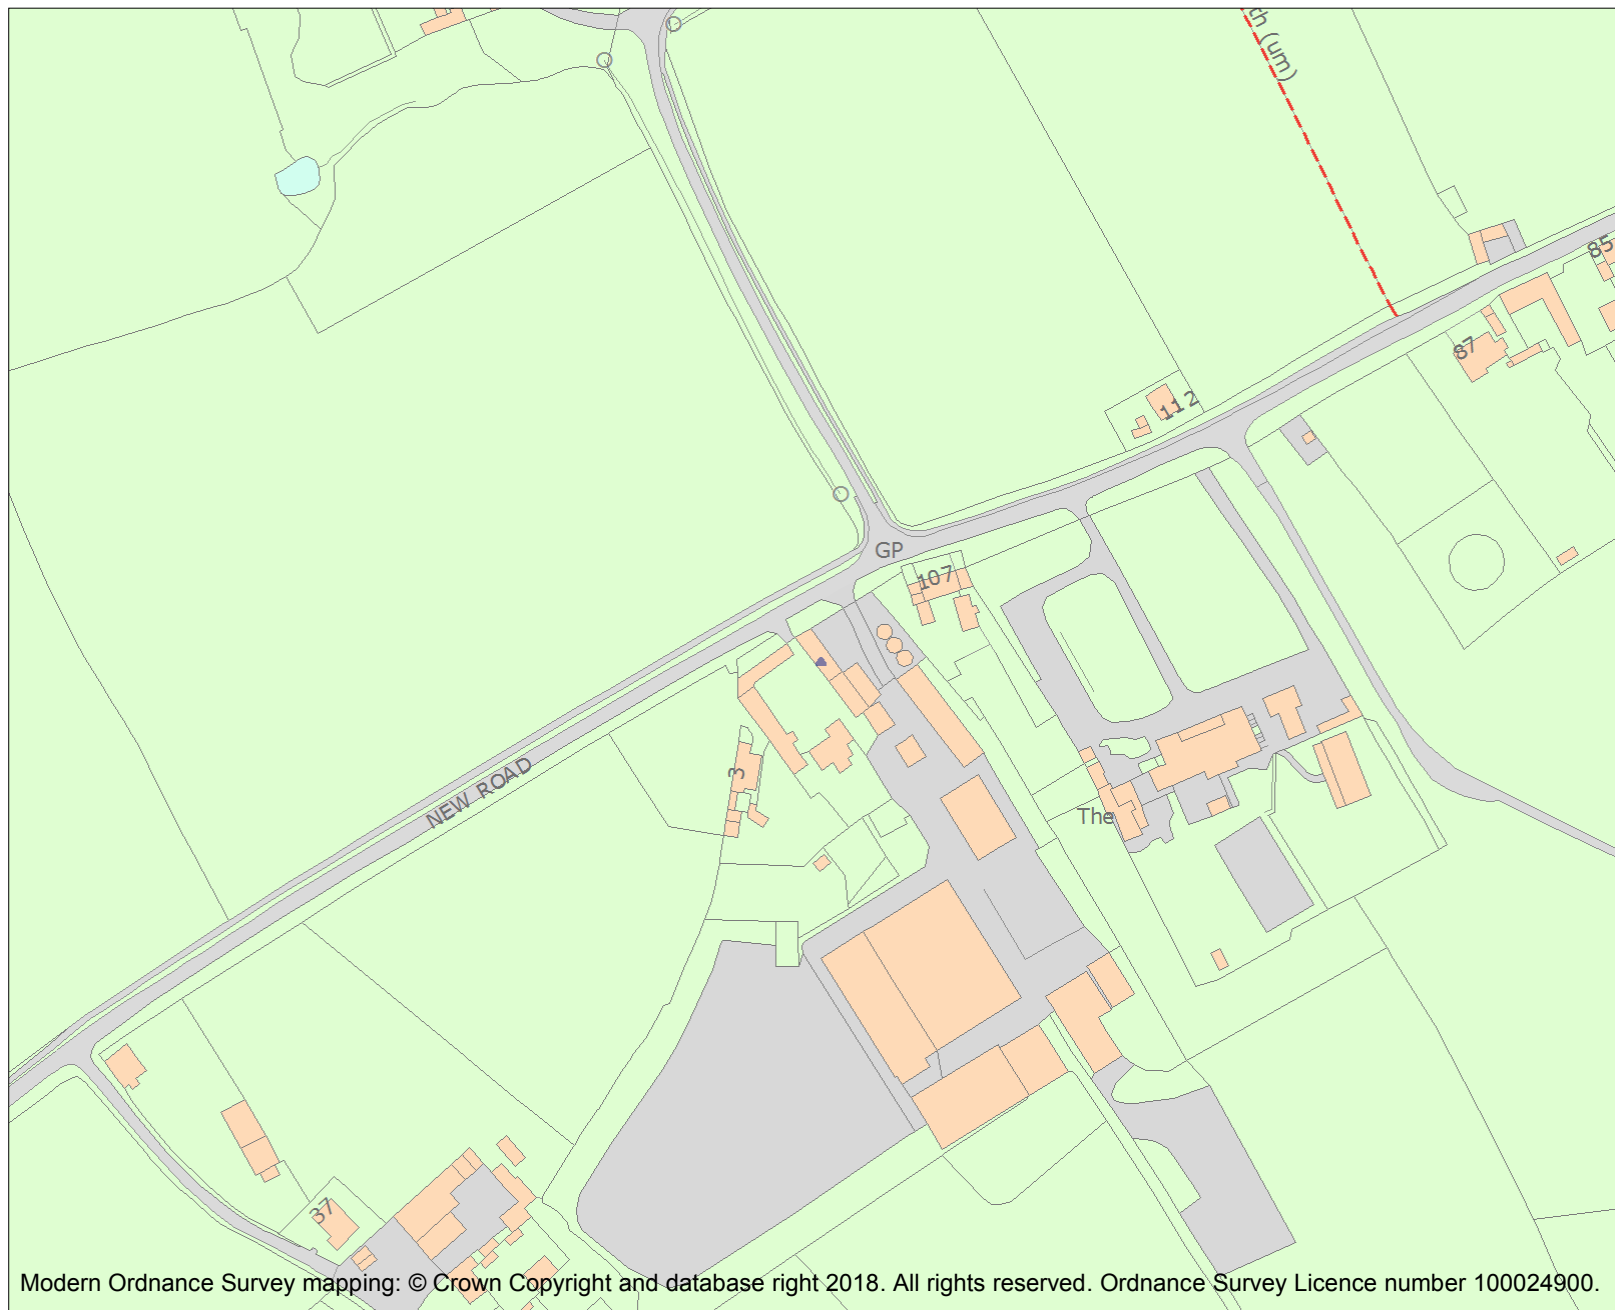 th (um)
85
87
112
GP
107
3
NEW ROAD
The
37
Modern Ordnance Survey mapping: © Crown Copyright and database right 2018. All rights reserved. Ordnance Survey Licence number 100024900.